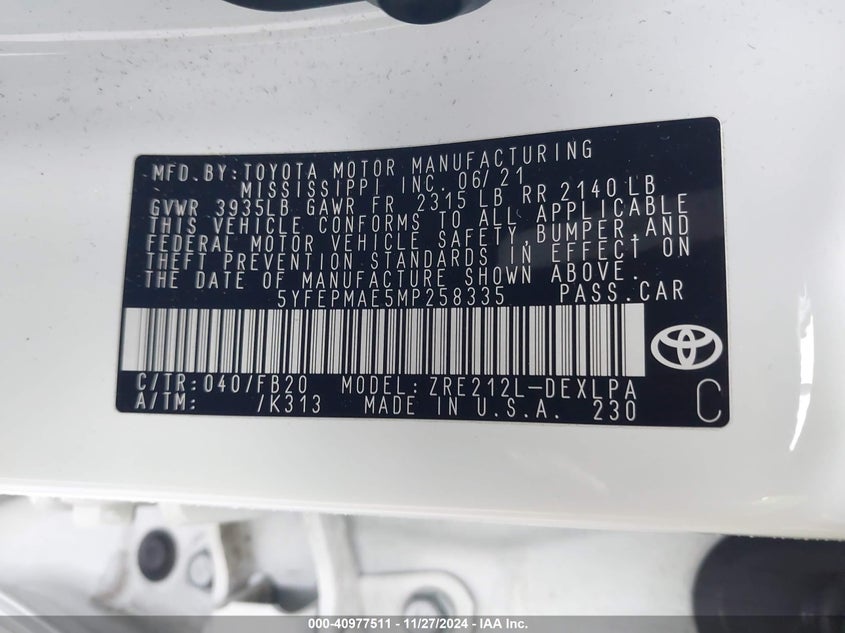 MFD.BY:TOYOTA MOTOR MANUFACTURING
MISSISSIPPI INC. 06/21
GVWR 3935LB GAWR FR 2315 LB RR 2140 LB
THIS VEHICLE CONFORMS TO ALL APPLICABLE
FEDERAL MOTOR VEHICLE SAFETY,BUMPER,AND
THEFT PREVENTION STANDARDS IN EFFECT ON
THE DATE OF MANUFACTURE SHOWN ABOVE.
5YFEPMAE5MP258335 PASS.CAR
C/TR: 040/FB20 MODEL: ZRE212L-DEXLPA
A/TM: /K313 MADE IN U.S.A. 230 C
000-40977511 - 11/27/2024 - IAA Inc.